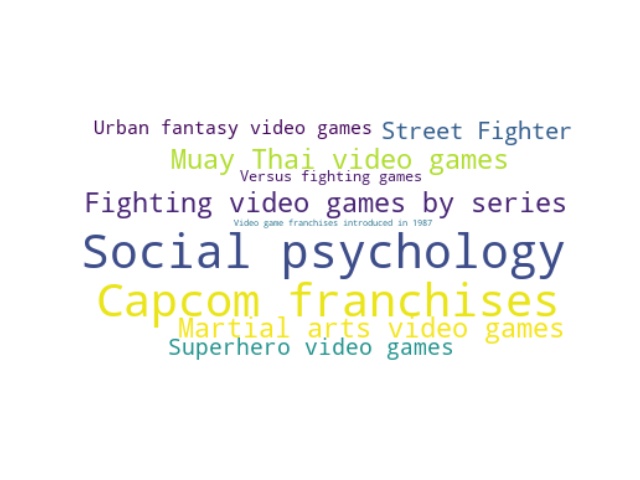 Urban fantasy video games
Street Fighter
Muay Thai video games
Versus fighting games
Fighting video games by series
Video game franchises introduced in 1987
Social psychology
Capcom franchises
Martial arts video games
Superhero video games